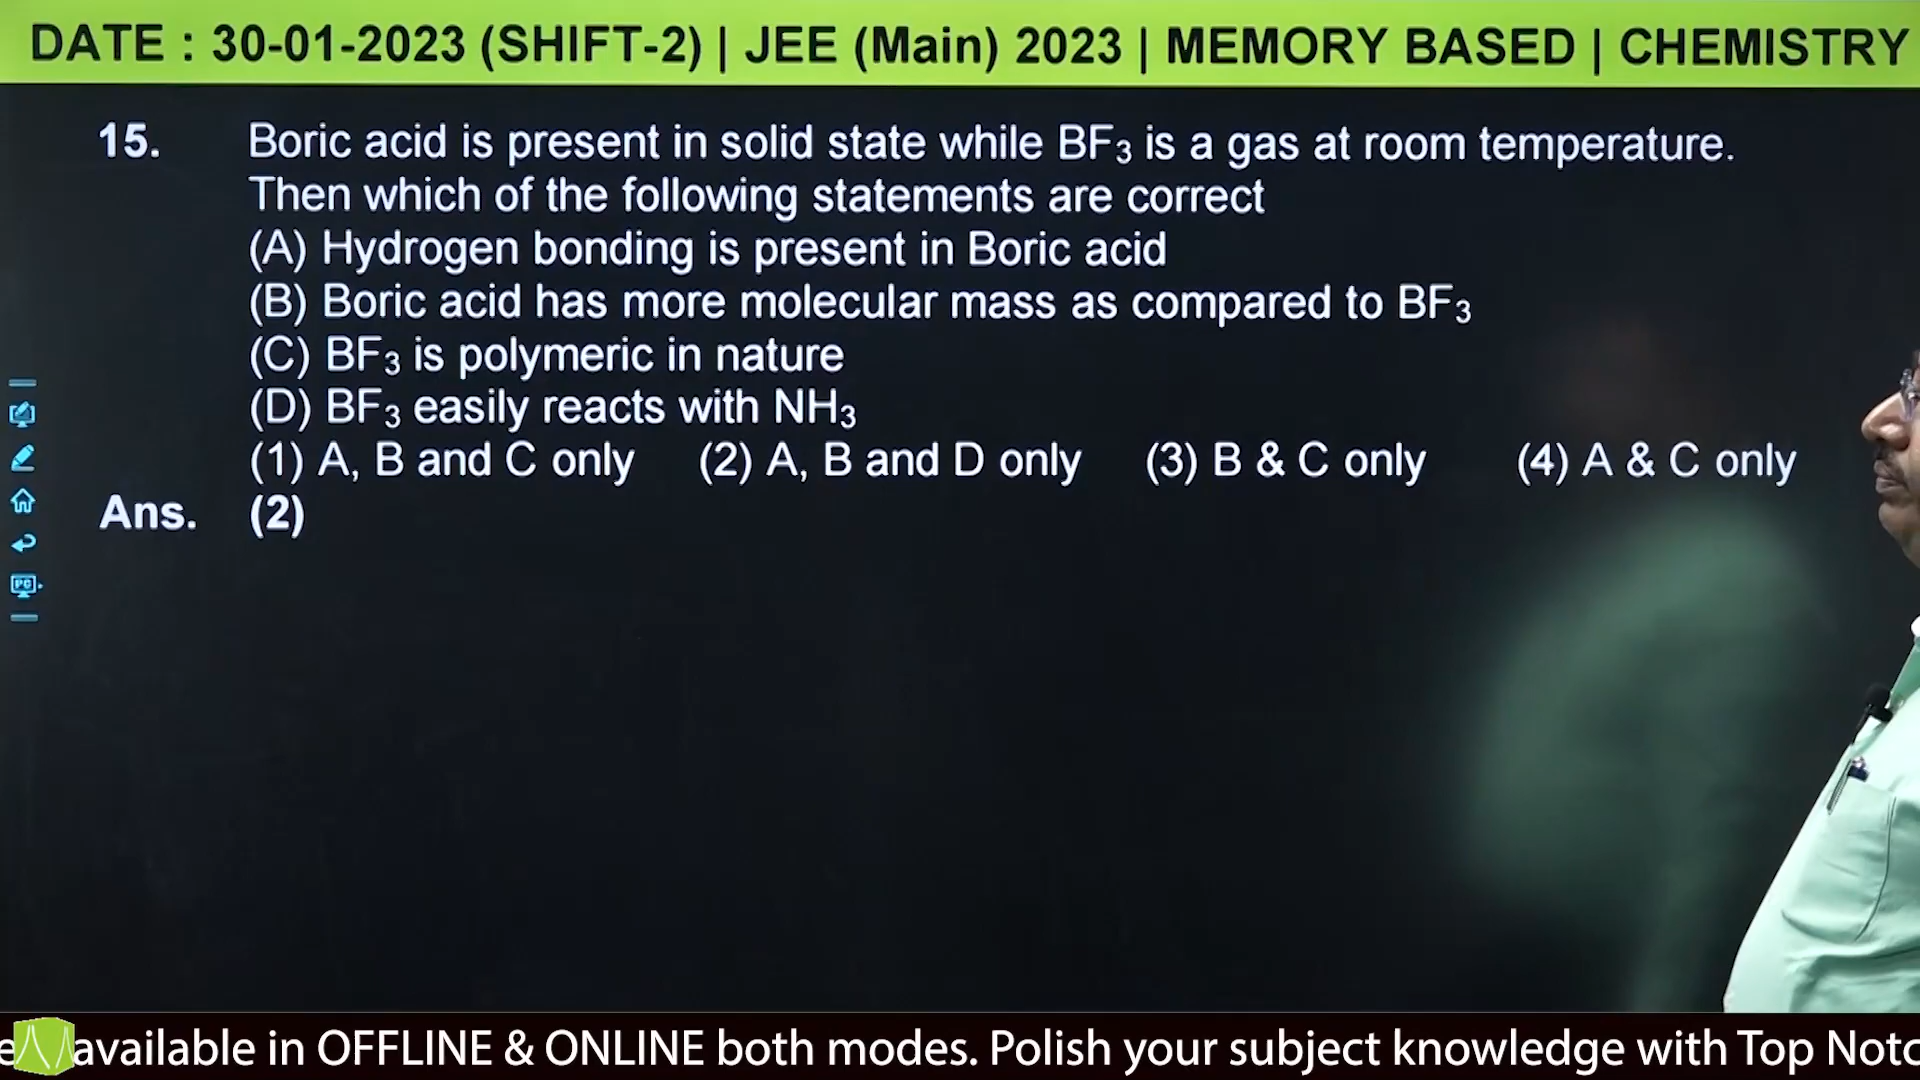 DATE : 30-01-2023 (SHIFT-2) | JEE (Main) 2023 | MEMORY BASED | CHEMISTRY
15. Boric acid is present in solid state while BF₃ is a gas at room temperature.
Then which of the following statements are correct
(A) Hydrogen bonding is present in Boric acid
(B) Boric acid has more molecular mass as compared to BF₃
(C) BF₃ is polymeric in nature
(D) BF₃ easily reacts with NH₃
(1) A, B and C only (2) A, B and D only (3) B & C only (4) A & C only
Ans. (2)
PC
available in OFFLINE & ONLINE both modes. Polish your subject knowledge with Top